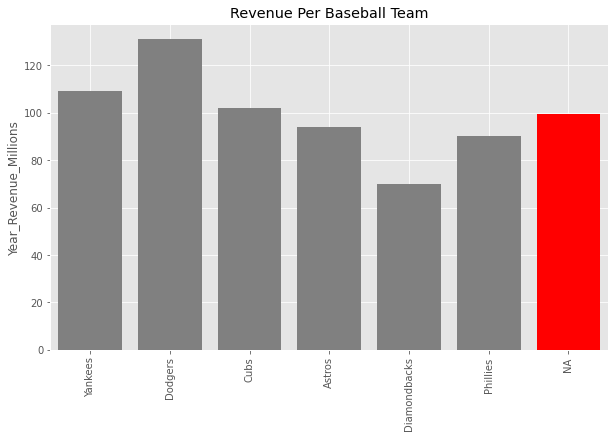 Revenue Per Baseball Team
Year_Revenue_Millions
120
100
80
60
40
20
0
Yankees
Dodgers
Cubs
Astros
Diamondbacks
Phillies
NA